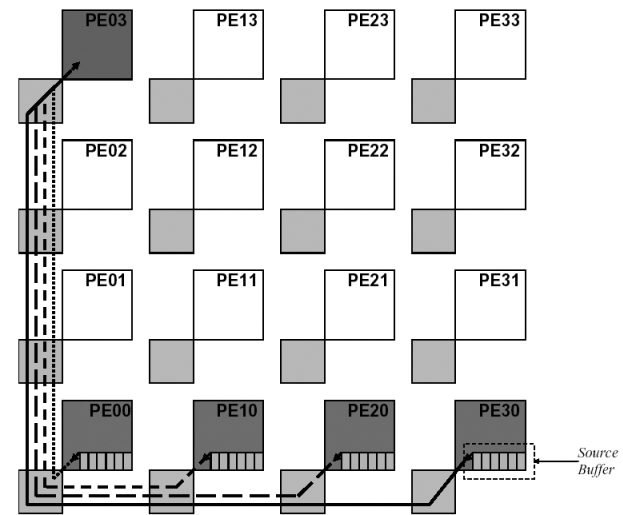 PE03 PE13 PE23 PE33
PE02 PE12 PE22 PE32
PE01 PE11 PE21 PE31
PE00 PE10 PE20 PE30
Source
Buffer